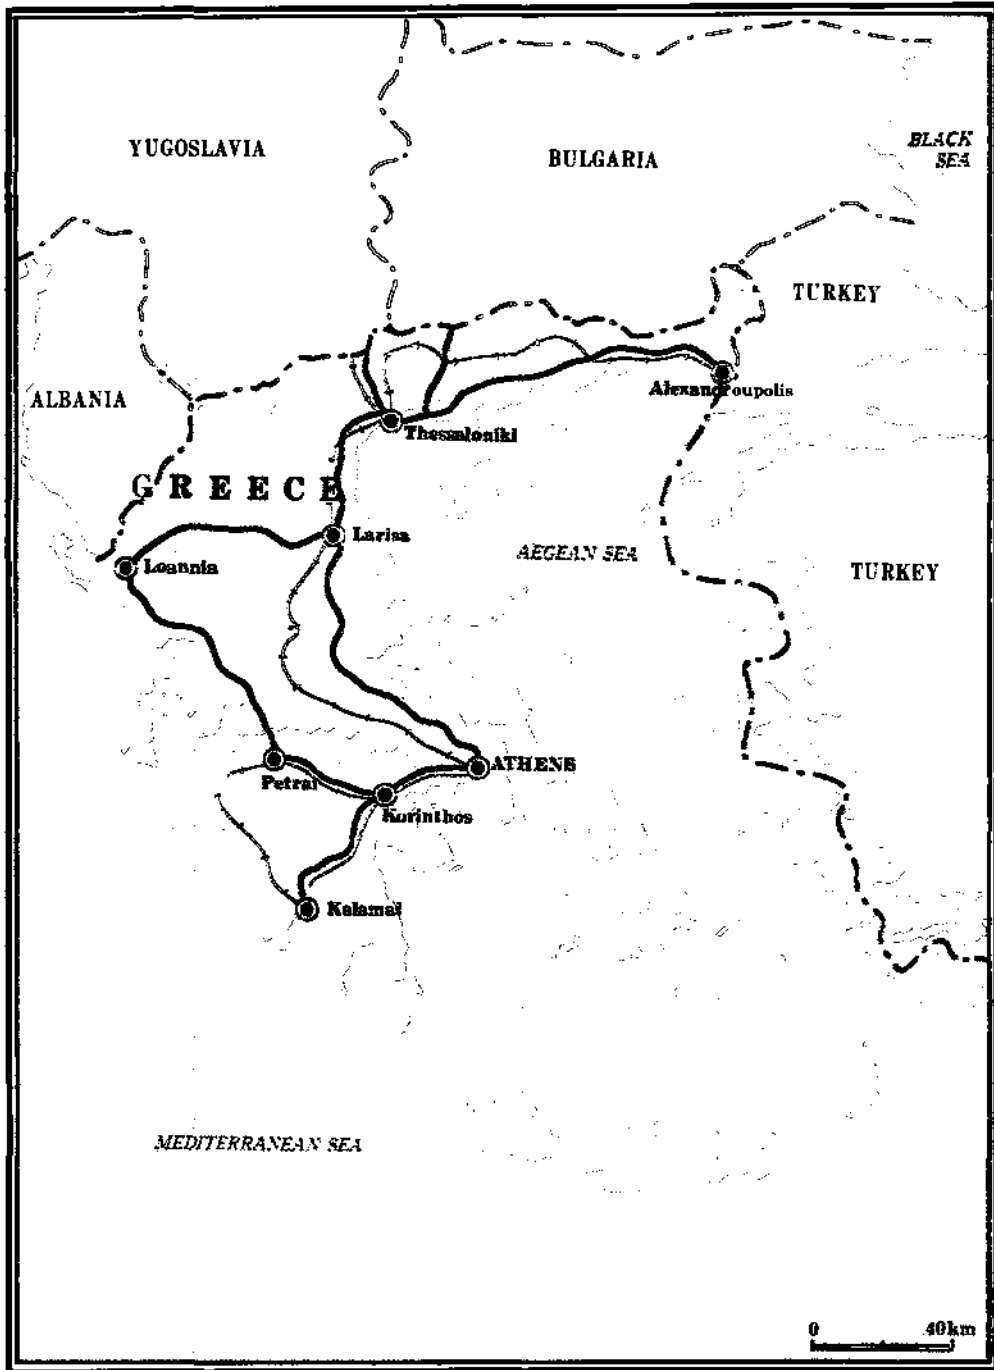 YUGOSLAVIA
BULGARIA
BLACK
SEA
TURKEY
ALBANIA
Alexandroupolis
Thessaloniki
GREECE
Larisa
AEGEAN SEA
Loannia
TURKEY
ATHENS
Petrai
Korinthos
Kalamai
MEDITERRANEAN SEA
0 40km